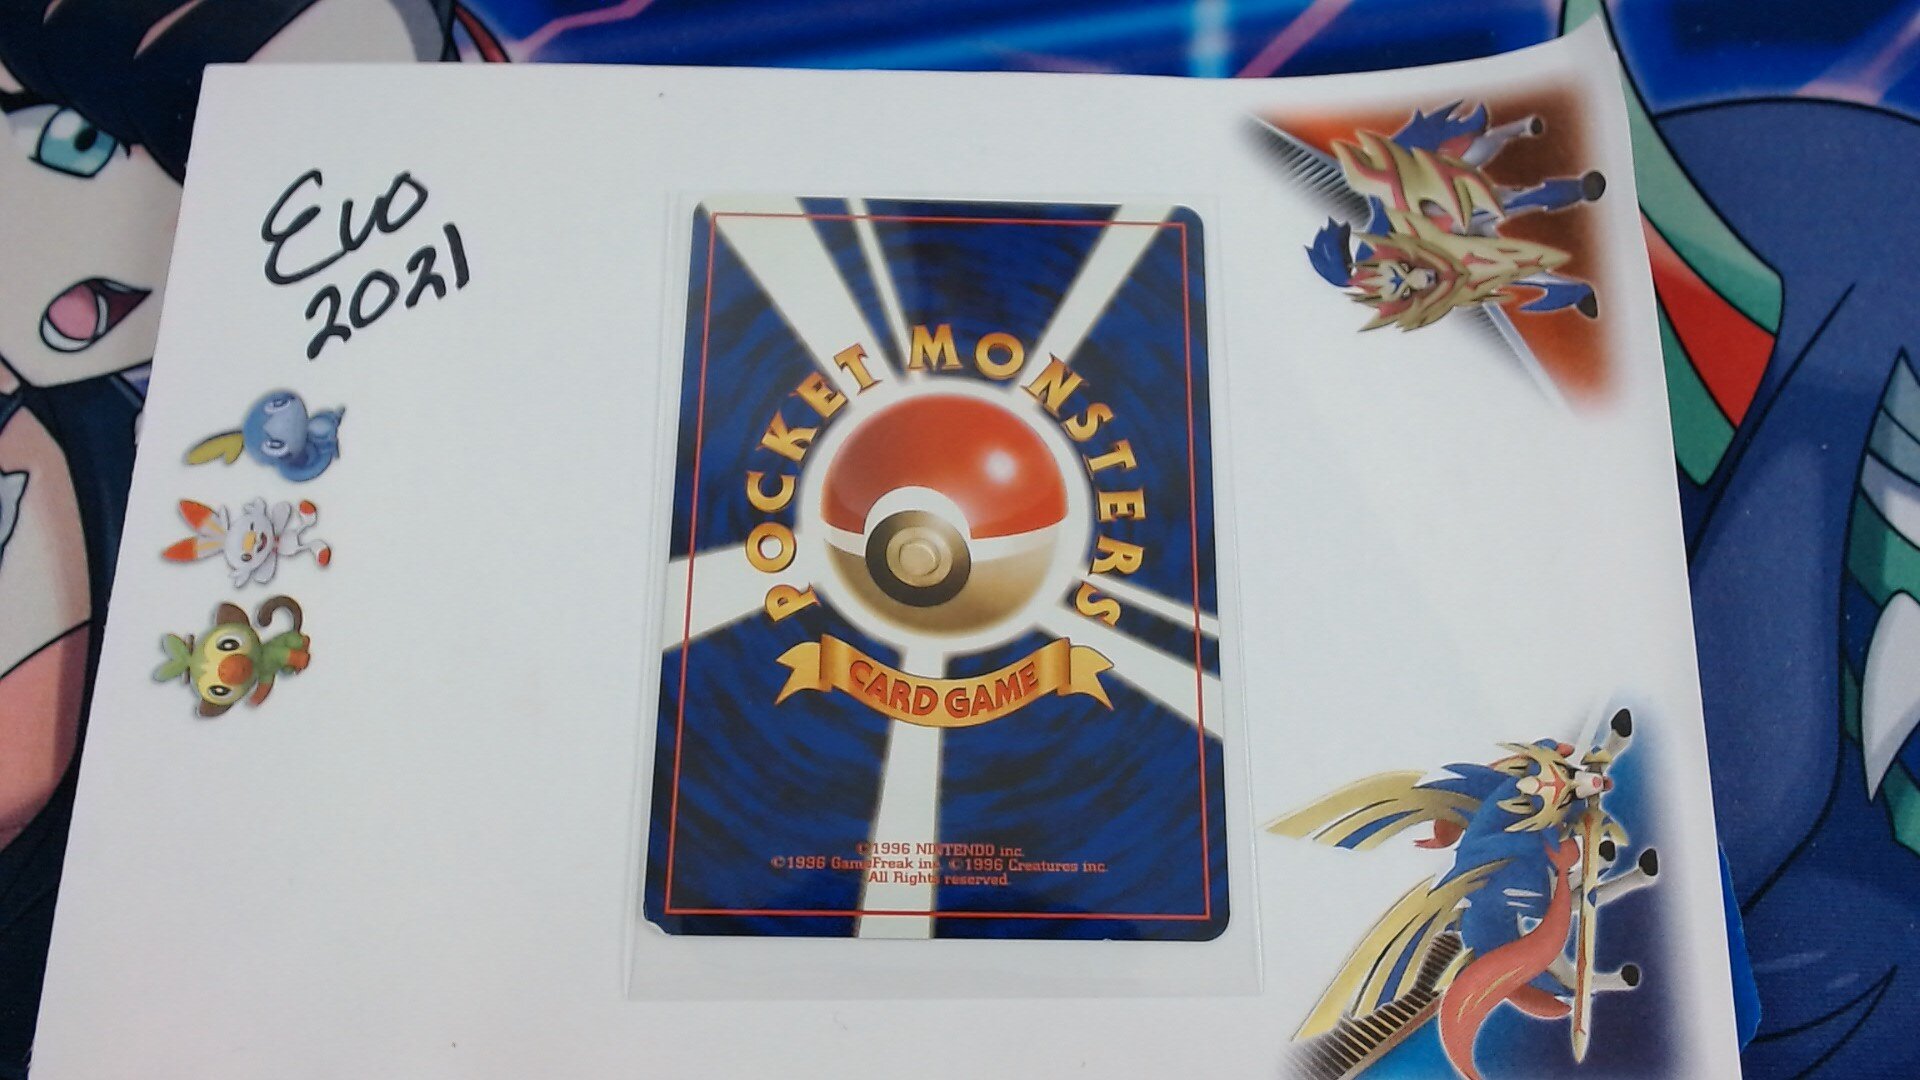 Evo
2021
POCKET MONSTERS
CARD GAME
©1996 NINTENDO inc.
©1996 GameFreak inc. ©1996 Creatures inc.
All Rights reserved.